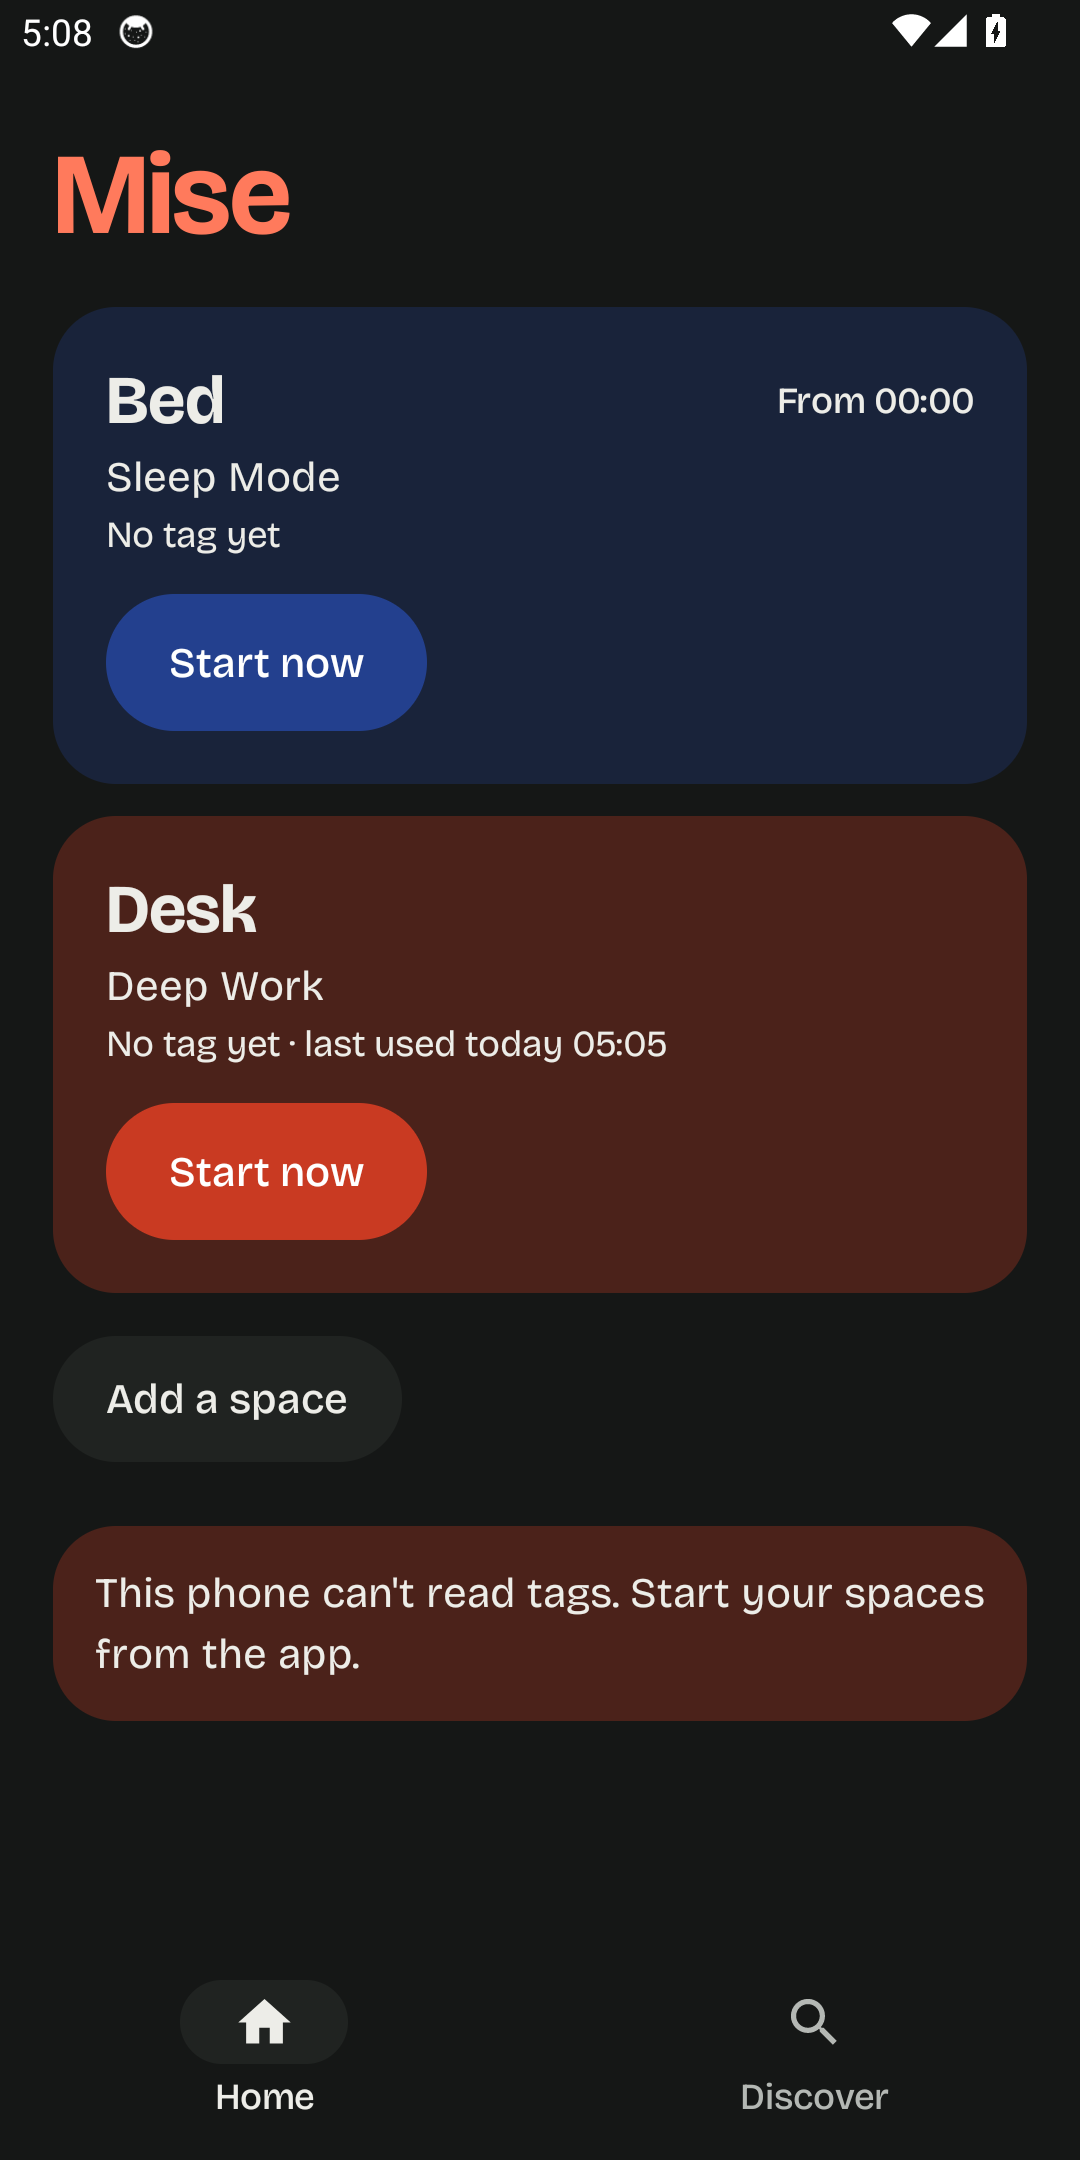 5:08
Mise
Bed
From 00:00
Sleep Mode
No tag yet
Start now
Desk
Deep Work
No tag yet · last used today 05:05
Start now
Add a space
This phone can't read tags. Start your spaces
from the app.
Home
Discover